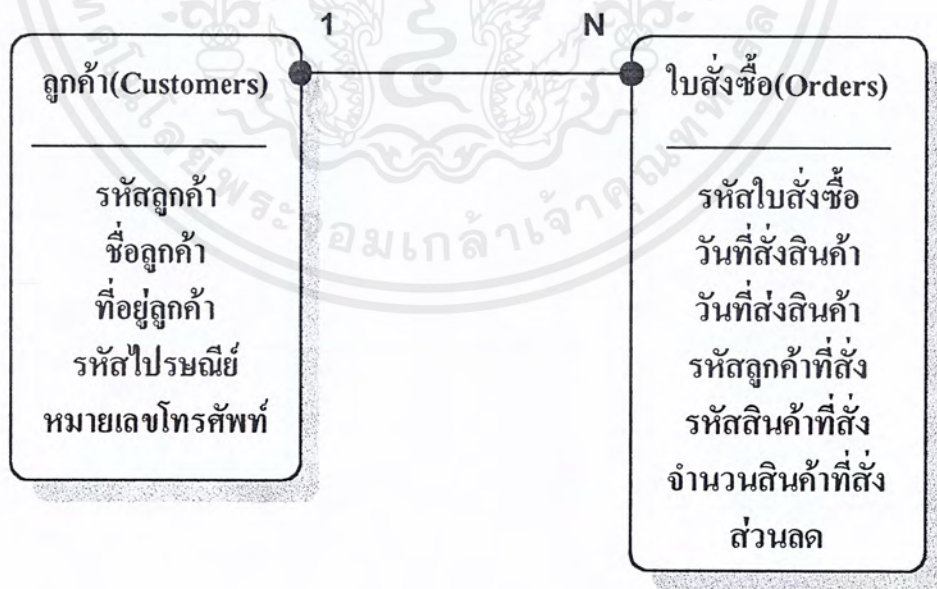 1 N
ลูกค้า(Customers)
รหัสลูกค้า
ชื่อลูกค้า
ที่อยู่ลูกค้า
รหัสไปรษณีย์
หมายเลขโทรศัพท์
ใบสั่งซื้อ(Orders)
รหัสใบสั่งซื้อ
วันที่สั่งสินค้า
วันที่ส่งสินค้า
รหัสลูกค้าที่สั่ง
รหัสสินค้าที่สั่ง
จำนวนสินค้าที่สั่ง
ส่วนลด